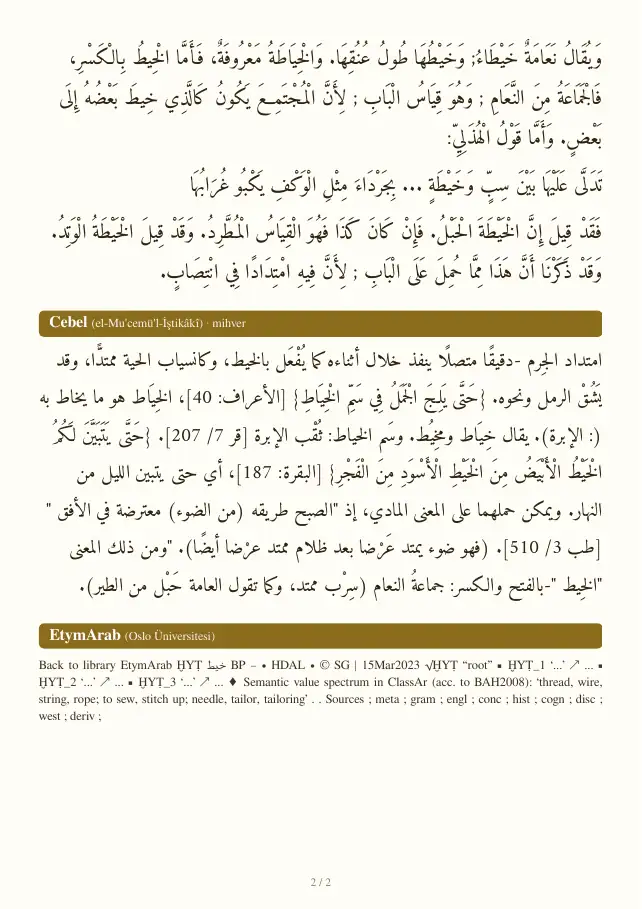 وَيُقَالُ نَعَامَةٌ خَيْطَاءُ; وَخَيْطُهَا طُولُ عُنُقِهَا. وَالْخِيَاطَةُ مَعْرُوفَةٌ، فَأَمَّا الْخِيطُ بِالْكَسْرِ،
فَالْجَمَاعَةُ مِنَ النَّعَامِ ; وَهُوَ قِيَاسُ الْبَابِ ; لِأَنَّ الْمُجْتَمِعَ يَكُونُ كَالَّذِي خِيطَ بَعْضُهُ إِلَى
بَعْضٍ. وَأَمَّا قَوْلُ الْهُذَلِيِّ:
تَدَلَّى عَلَيْهَا بَيْنَ سِبٍّ وَخَيْطَةٍ ... بِجَرْدَاءَ مِثْلِ الْوَكْفِ يَكْبُو غُرَابُهَا
فَقَدْ قِيلَ إِنَّ الْخَيْطَةَ الْحَبْلُ. فَإِنْ كَانَ كَذَا فَهُوَ الْقِيَاسُ الْمُطَّرِدُ. وَقَدْ قِيلَ الْخَيْطَةُ الْوَتِدُ.
وَقَدْ ذَكَرْنَا أَنَّ هَذَا مِمَّا حُمِلَ عَلَى الْبَابِ ; لِأَنَّ فِيهِ امْتِدَادًا فِي انْتِصَابٍ.
Cebel (el-Mu'cemü'l-İştikâkî) · mihver
امتداد الجِرم -دقيقًا متصلًا ينفذ خلال أثناءه كما يُفْعَل بالخيط، وكانسياب الحية ممتدًّا، وقد
يَشُقّ الرمل ونحوه. {حَتَّى يَلِجَ الْجَمَلُ فِي سَمِّ الْخِيَاطِ} [الأعراف: 40]، الخِيَاط هو ما يخاط به
(: الإبرة). يقال خِيَاط ومِخْيَط. وسَم الخياط: ثُقْب الإبرة [قر 7/ 207]. {حَتَّى يَتَبَيَّنَ لَكُمُ
الْخَيْطُ الْأَبْيَضُ مِنَ الْخَيْطِ الْأَسْوَدِ مِنَ الْفَجْرِ} [البقرة: 187]، أي حتى يتبين الليل من
النهار. ويمكن حملهما على المعنى المادي، إذ "الصبح طريقه (من الضوء) معترضة في الأفق "
[طب 3/ 510]. (فهو ضوء يمتد عَرْضا بعد ظلام ممتد عرْضا أيضًا). "ومن ذلك المعنى
"الخيط "-بالفتح والكسر: جماعةُ النعام (سِرْب ممتد، وكما تقول العامة حَبْل من الطير).
EtymArab (Oslo Üniversitesi)
Back to library EtymArab ḪYṬ خيط BP – • HDAL • © SG | 15Mar2023 √ḪYṬ “root” ▪ ḪYṬ_1 ‘...’ ↗ ... ▪
ḪYṬ_2 ‘...’ ↗ ... ▪ ḪYṬ_3 ‘...’ ↗ ... ♦ Semantic value spectrum in ClassAr (acc. to BAH2008): ‘thread, wire,
string, rope; to sew, stitch up; needle, tailor, tailoring’ . . Sources ; meta ; gram ; engl ; conc ; hist ; cogn ; disc ;
west ; deriv ;
2 / 2